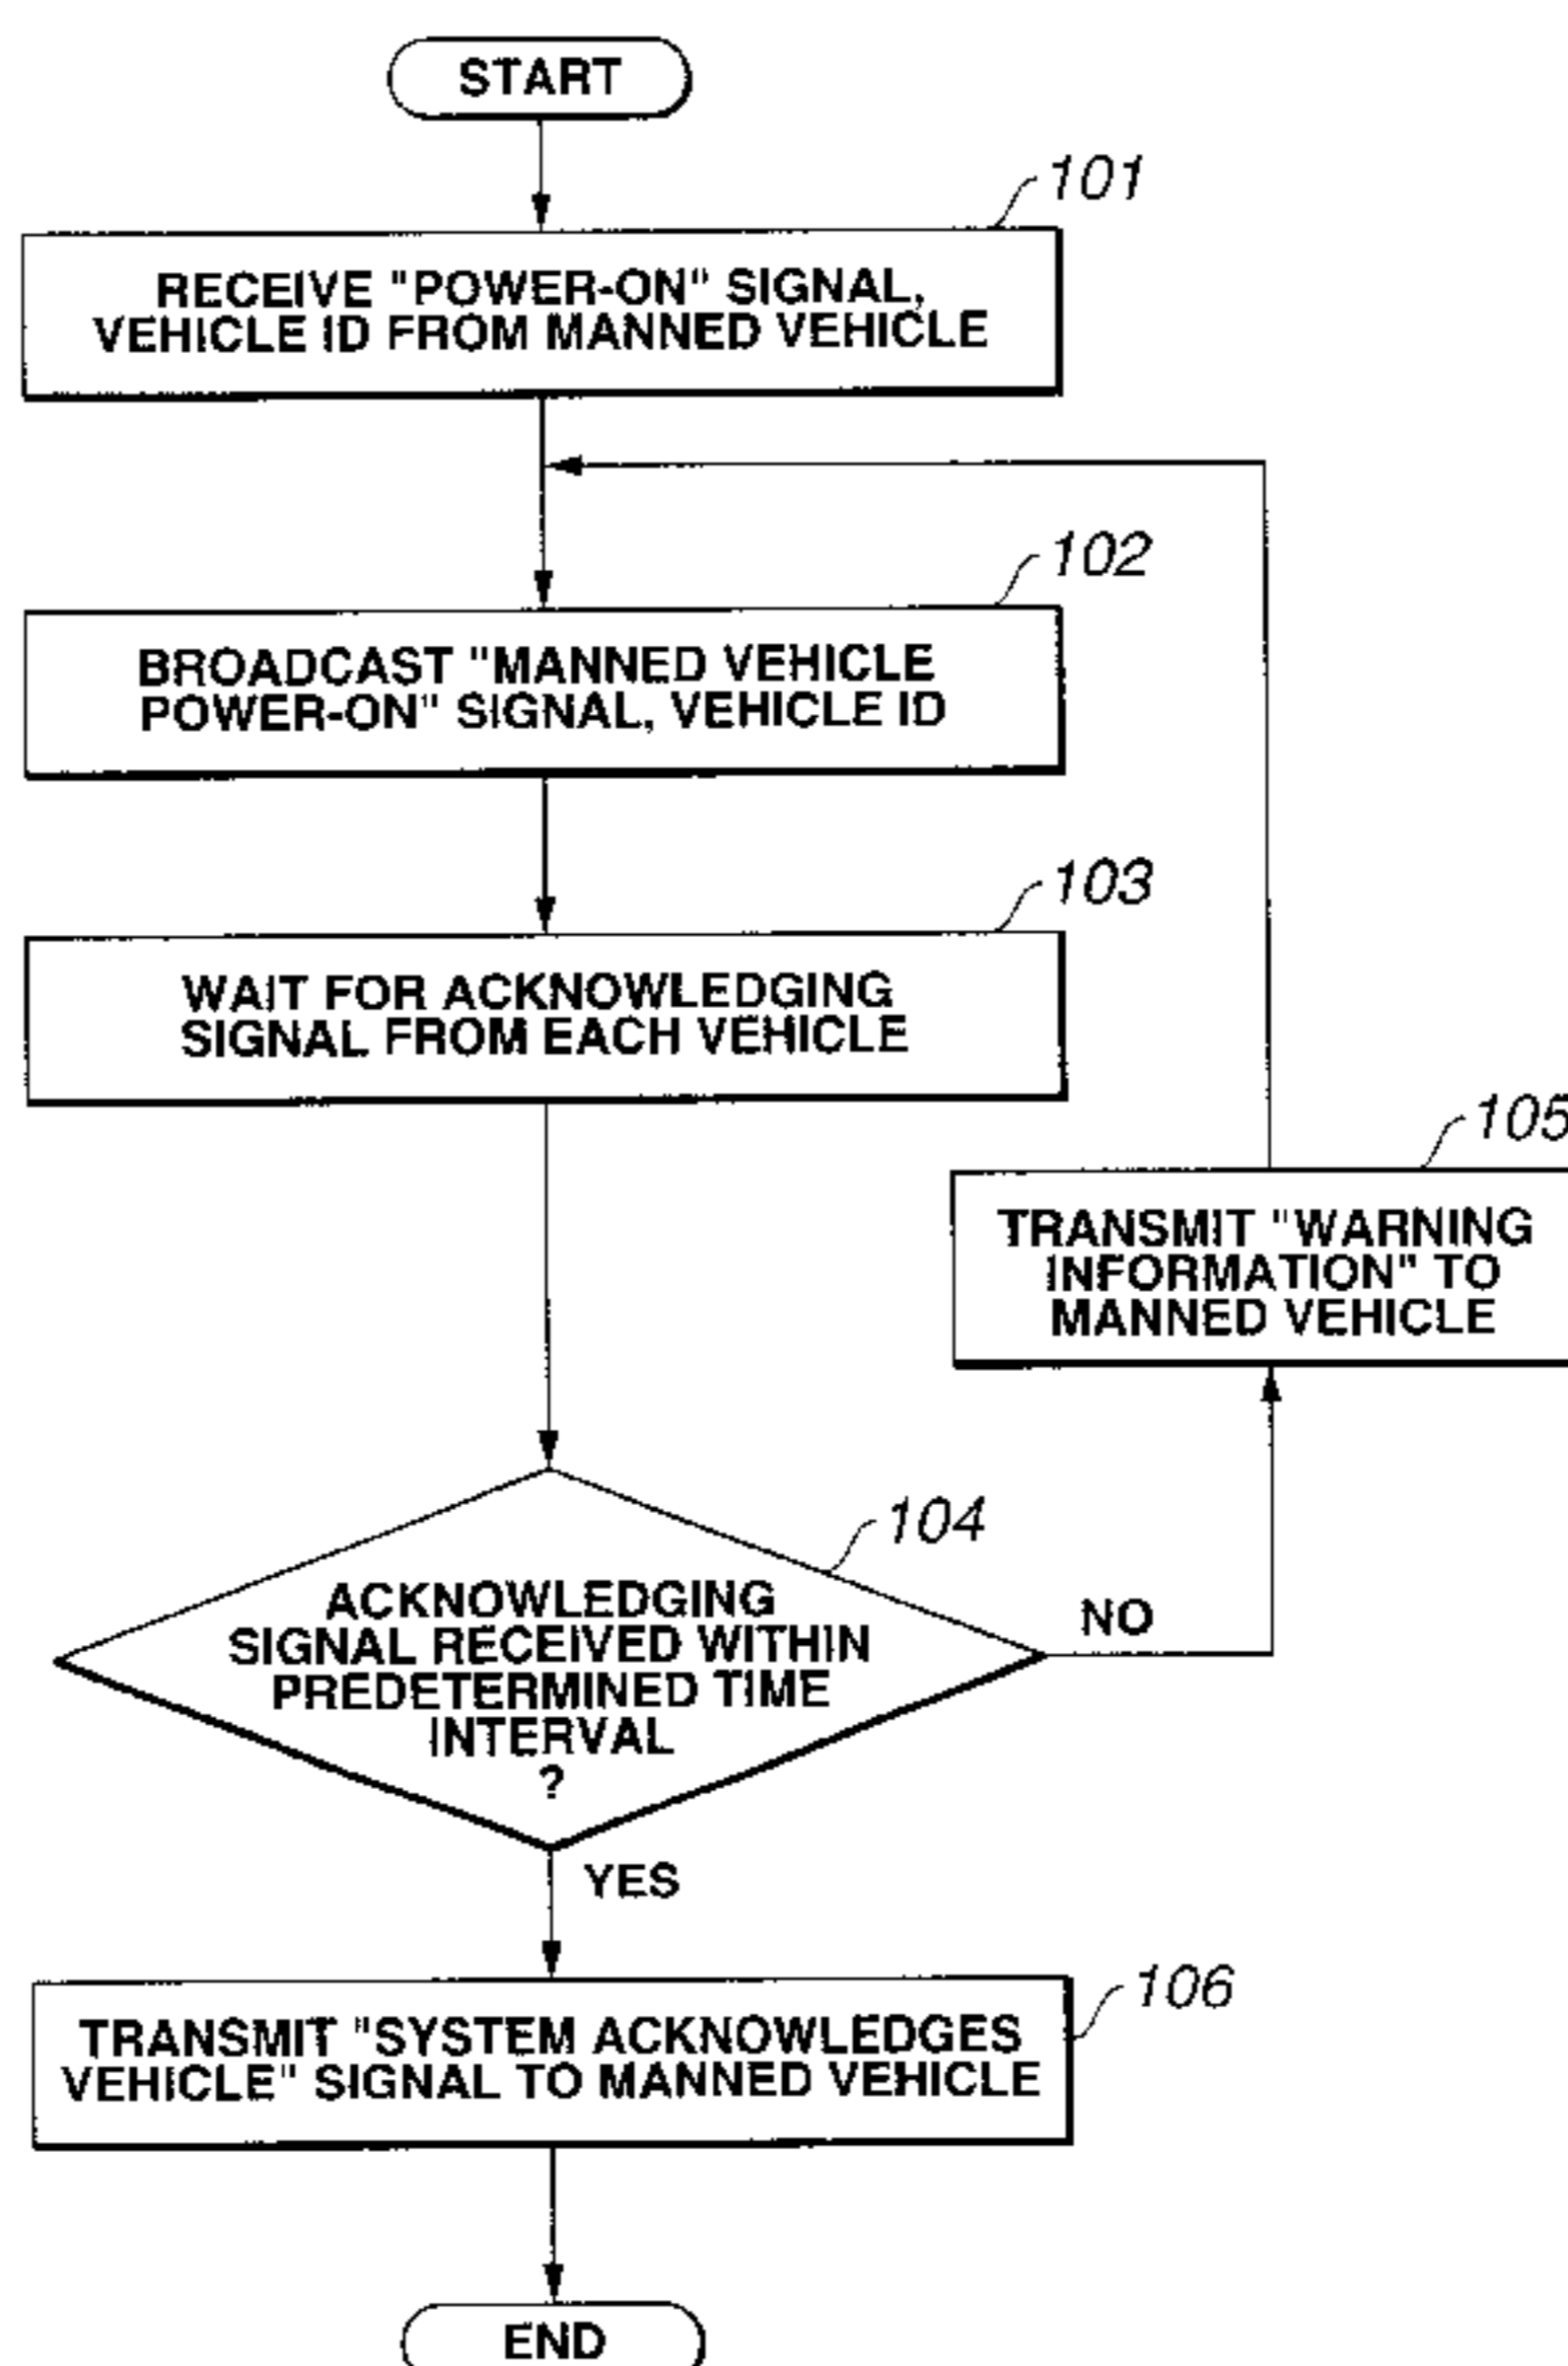 START
101
RECEIVE "POWER-ON" SIGNAL,
VEHICLE ID FROM MANNED VEHICLE
102
BROADCAST "MANNED VEHICLE
POWER-ON" SIGNAL, VEHICLE ID
103
WAIT FOR ACKNOWLEDGING
SIGNAL FROM EACH VEHICLE
105
TRANSMIT "WARNING
INFORMATION" TO
MANNED VEHICLE
104
ACKNOWLEDGING
SIGNAL RECEIVED WITHIN
PREDETERMINED TIME
INTERVAL
?
NO
YES
106
TRANSMIT "SYSTEM ACKNOWLEDGES
VEHICLE" SIGNAL TO MANNED VEHICLE
END